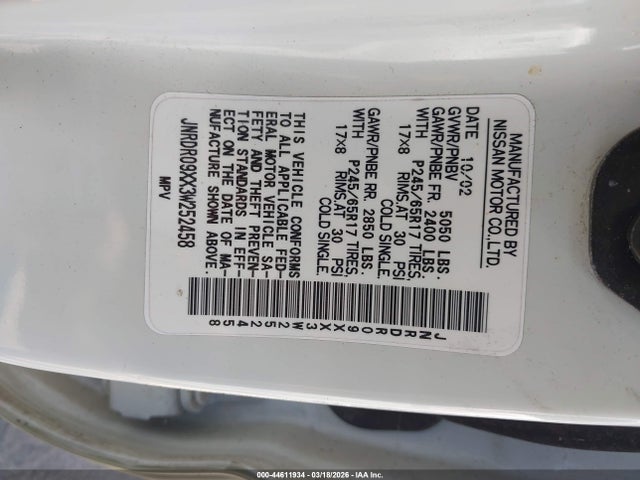 MANUFACTURED BY
NISSAN MOTOR CO.,LTD.
DATE 10/02
GVWR/PNBV 5050 LBS.
GAWR/PNBE FR. 2400 LBS.
WITH P245/65R17 TIRES,
17X8 RIMS,AT 30 PSI
COLD SINGLE.
GAWR/PNBE RR. 2850 LBS.
WITH P245/65R17 TIRES,
17X8 RIMS,AT 30 PSI
COLD SINGLE.
THIS VEHICLE CONFORMS
TO ALL APPLICABLE FED-
ERAL MOTOR VEHICLE SA-
FETY AND THEFT PREVEN-
TION STANDARDS IN EFF-
ECT ON THE DATE OF MA-
NUFACTURE SHOWN ABOVE.
JNRDR09XX3W252458
MPV
JNRDR09XX3W252458
000-44611934 | 03/18/2026 | IAA Inc.